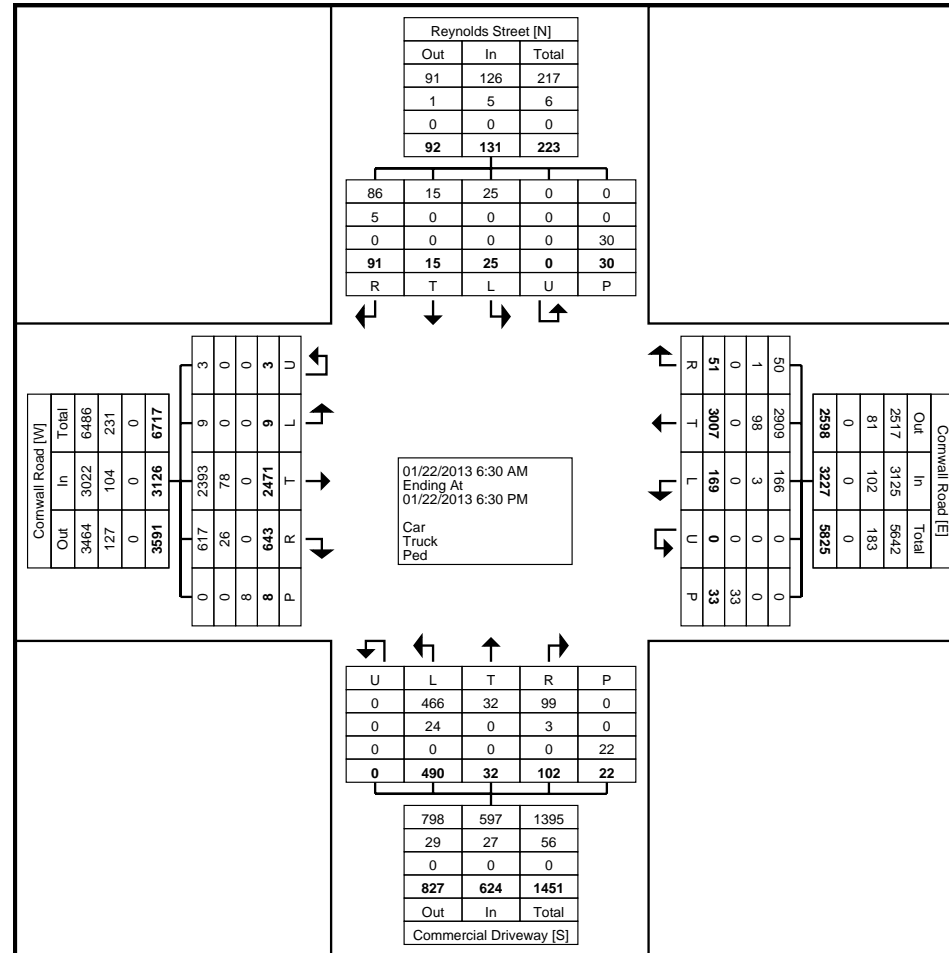 Reynolds Street [N]
Out In Total
91 126 217
1 5 6
0 0 0
92 131 223
86 15 25 0 0
5 0 0 0 0
0 0 0 0 30
91 15 25 0 30
R T L U P
Cornwall Road [W]
Total In Out
6486 3022 3464
231 104 127
0 0 0
6717 3126 3591
3 9 2393 617 0
0 0 78 26 0
0 0 0 0 8
3 9 2471 643 8
U L T R P
01/22/2013 6:30 AM
Ending At
01/22/2013 6:30 PM
Car
Truck
Ped
Cornwall Road [E]
Out In Total
2517 3125 5642
81 102 183
0 0 0
2598 3227 5825
50 2909 166 0 0
1 98 3 0 0
0 0 0 0 33
51 3007 169 0 33
R T L U P
U L T R P
0 466 32 99 0
0 24 0 3 0
0 0 0 0 22
0 490 32 102 22
798 597 1395
29 27 56
0 0 0
827 624 1451
Out In Total
Commercial Driveway [S]